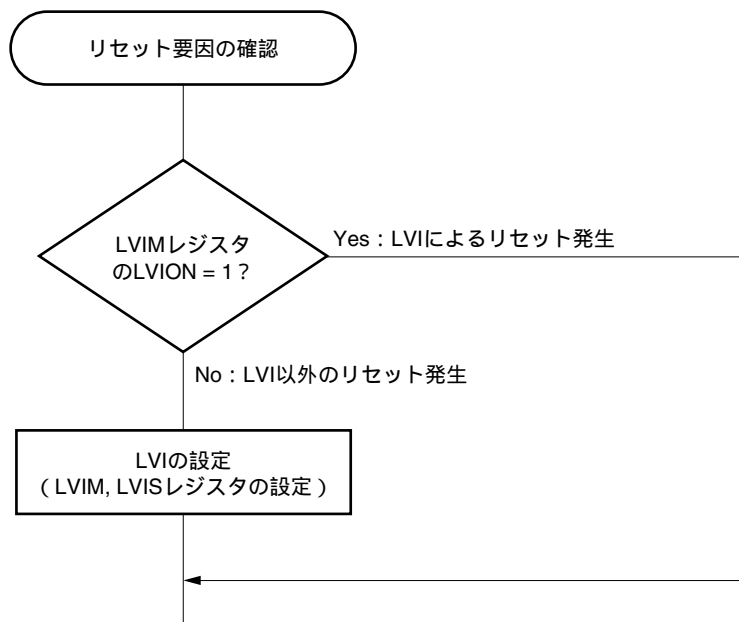 リセット要因の確認
LVIMレジスタ
のLVION = 1？
Yes：LVIによるリセット発生
No：LVI以外のリセット発生
LVIの設定
（LVIM, LVISレジスタの設定）